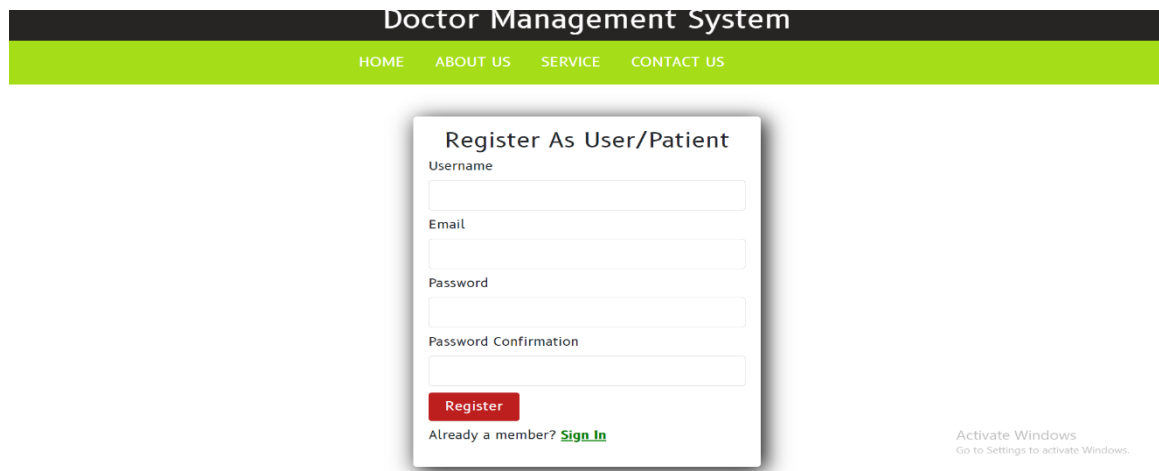 Doctor Management System
HOME ABOUT US SERVICE CONTACT US
Register As User/Patient
Username
Email
Password
Password Confirmation
Register
Already a member? Sign In
Activate Windows
Go to Settings to activate Windows.